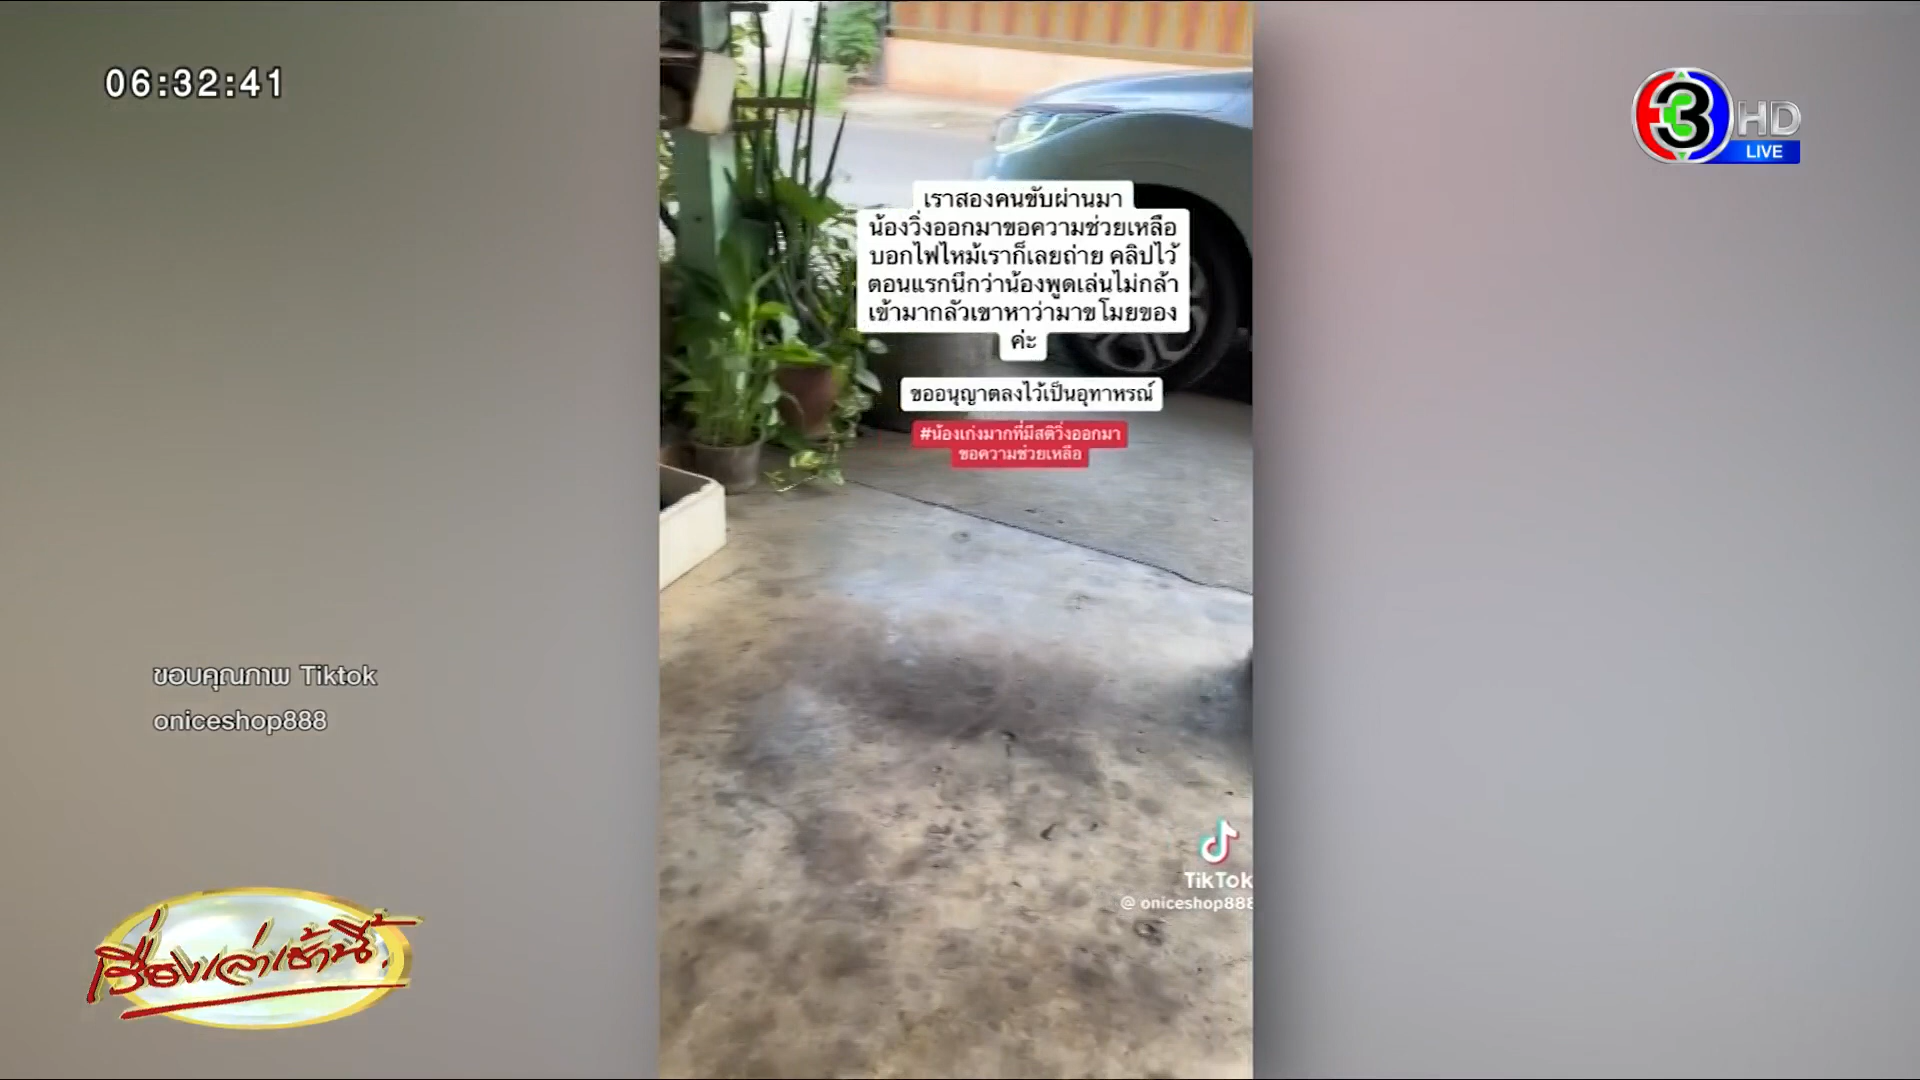 06:32:41
3 HD
LIVE
เราสองคนขับผ่านมา
น้องวิ่งออกมาขอความช่วยเหลือ
บอกไฟไหม้เราก็เลยถ่าย คลิปไว้
ตอนแรกนึกว่าน้องพูดเล่นไม่กล้า
เข้ามากลัวเขาหาว่ามาขโมยของ
ค่ะ
ขออนุญาตลงไว้เป็นอุทาหรณ์
#น้องเก่งมากที่มีสติวิ่งออกมา
ขอความช่วยเหลือ
ขอบคุณภาพ Tiktok
oniceshop888
TikTok
@ oniceshop888
เรื่องเล่าเช้านี้